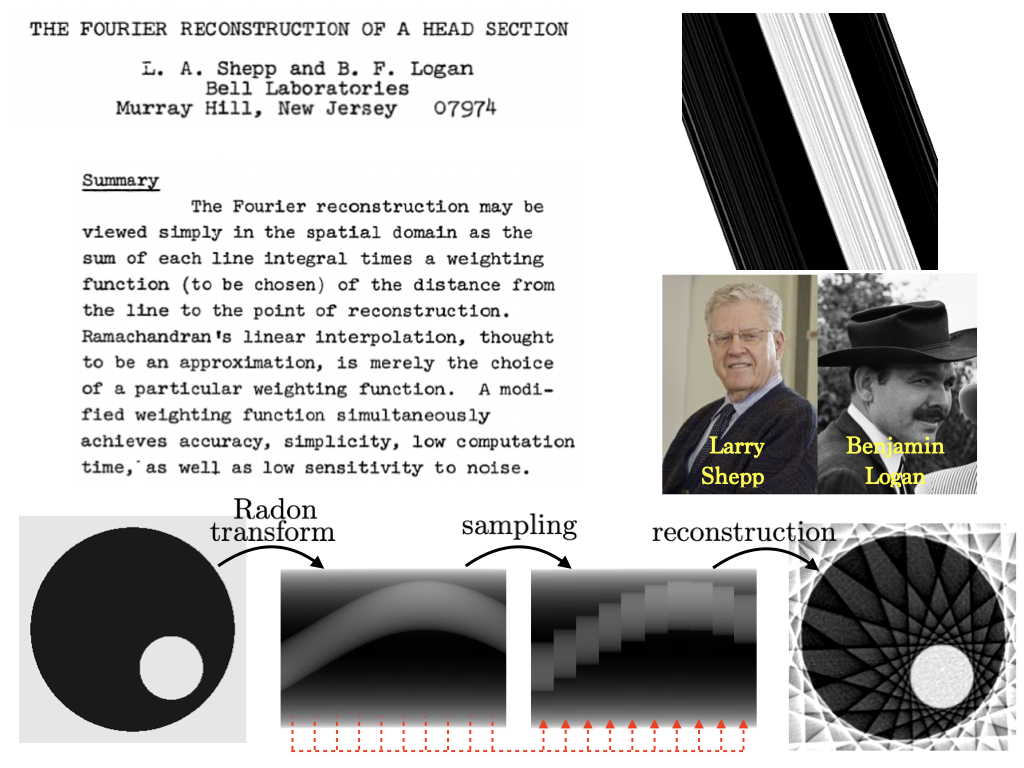 THE FOURIER RECONSTRUCTION OF A HEAD SECTION
L. A. Shepp and B. F. Logan
Bell Laboratories
Murray Hill, New Jersey 07974
Summary
The Fourier reconstruction may be
viewed simply in the spatial domain as the
sum of each line integral times a weighting
function (to be chosen) of the distance from
the line to the point of reconstruction.
Ramachandran's linear interpolation, thought
to be an approximation, is merely the choice
of a particular weighting function. A modi-
fied weighting function simultaneously
achieves accuracy, simplicity, low computation
time, as well as low sensitivity to noise.
Larry
Shepp
Benjamin
Logan
Radon
transform
sampling
reconstruction